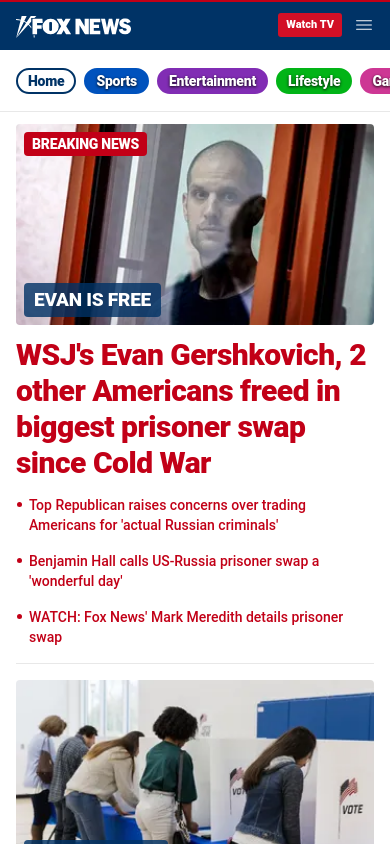 FOX NEWS
Watch TV
Home Sports Entertainment Lifestyle
BREAKING NEWS
EVAN IS FREE
WSJ's Evan Gershkovich, 2
other Americans freed in
biggest prisoner swap
since Cold War
• Top Republican raises concerns over trading
Americans for 'actual Russian criminals'
• Benjamin Hall calls US-Russia prisoner swap a
'wonderful day'
• WATCH: Fox News' Mark Meredith details prisoner
swap
VOTE